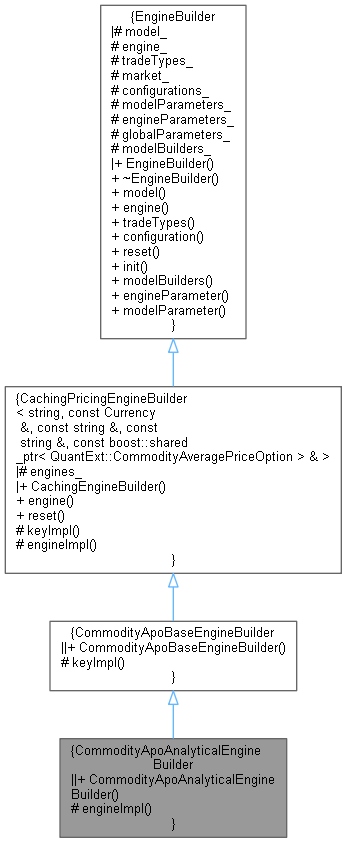 {EngineBuilder
|# model_
# engine_
# tradeTypes_
# market_
# configurations_
# modelParameters_
# engineParameters_
# globalParameters_
# modelBuilders_
|+ EngineBuilder()
+ ~EngineBuilder()
+ model()
+ engine()
+ tradeTypes()
+ configuration()
+ reset()
+ init()
+ modelBuilders()
+ engineParameter()
+ modelParameter()
}
{CachingPricingEngineBuilder
< string, const Currency
&, const string &, const
string &, const boost::shared
_ptr< QuantExt::CommodityAveragePriceOption > & >
|# engines_
|+ CachingEngineBuilder()
+ engine()
+ reset()
# keyImpl()
# engineImpl()
}
{CommodityApoBaseEngineBuilder
||+ CommodityApoBaseEngineBuilder()
# keyImpl()
}
{CommodityApoAnalyticalEngine
Builder
||+ CommodityApoAnalyticalEngine
Builder()
# engineImpl()
}